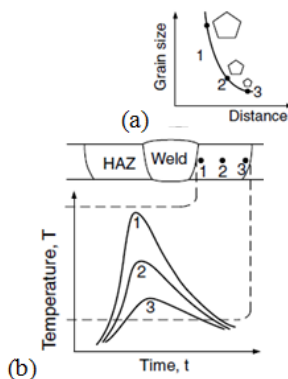 Grain size
1
2
3
Distance
(a)
HAZ
Weld
1 2 3
Temperature, T
1
2
3
Time, t
(b)